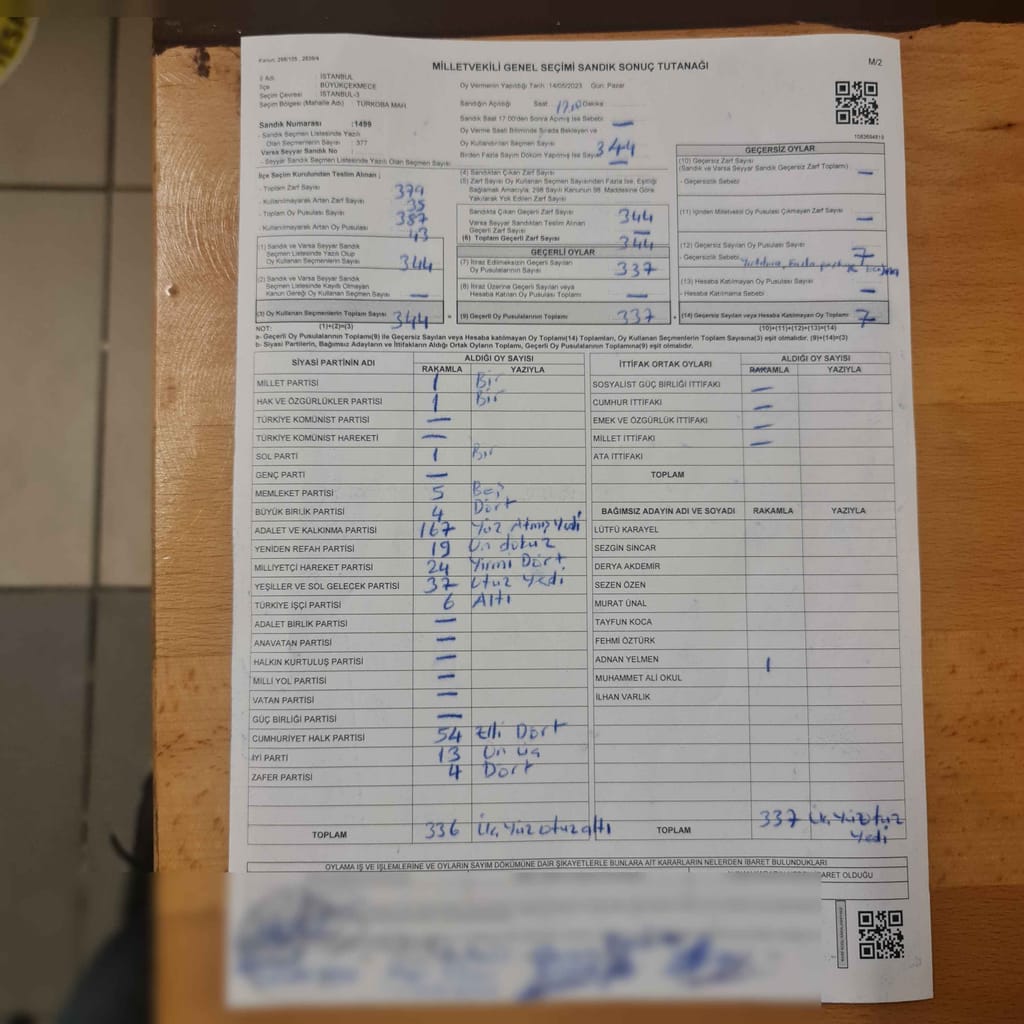 Kanun: 298/105 , 2839/4
MİLLETVEKİLİ GENEL SEÇİMİ SANDIK SONUÇ TUTANAĞI
M/2
İl Adı : İSTANBUL
İlçe : BÜYÜKÇEKMECE
Seçim Çevresi : İSTANBUL-3
Seçim Bölgesi (Mahalle Adı) : TÜRKOBA MAH.
Oy Vermenin Yapıldığı Tarih: 14/05/2023 Gün: Pazar
Sandığın Açıldığı Saat Dakika
Sandık Saat 17.00'den Sonra Açılmış İse Sebebi: —
Oy Verme Saati Bitiminde Sırada Bekleyen ve
Oy Kullandırılan Seçmen Sayısı
Birden Fazla Sayım Döküm Yapılmış İse Sayı 344
1083694813
Sandık Numarası :1499
- Sandık Seçmen Listesinde Yazılı
Olan Seçmenlerin Sayısı : 377
Varsa Seyyar Sandık No :
- Seyyar Sandık Seçmen Listesinde Yazılı Olan Seçmen Sayısı:
İlçe Seçim Kurulundan Teslim Alınan ;
- Toplam Zarf Sayısı 379
- Kullanılmayarak Artan Zarf Sayısı 35
- Toplam Oy Pusulası Sayısı 387
- Kullanılmayarak Artan Oy Pusulası 43
(1) Sandık ve Varsa Seyyar Sandık
Seçmen Listesinde Yazılı Olup
Oy Kullanan Seçmenlerin Sayısı 344
(2) Sandık ve Varsa Seyyar Sandık
Seçmen Listesinde Kaydı Olmayan
Kanun Gereği Oy Kullanan Seçmenlerin Sayısı —
(3) Oy Kullanan Seçmenlerin Toplam Sayısı 344 =
(1)+(2)=(3)
(4) Sandıktan Çıkan Zarf Sayısı
(5) Zarf Sayısı Oy Kullanan Seçmen Sayısından Fazla İse, Eşitliği
Sağlamak Amacıyla; 298 Sayılı Kanunun 98. Maddesine Göre
Yakılarak Yok Edilen Zarf Sayısı
Sandıkta Çıkan Geçerli Zarf Sayısı 344
Varsa Seyyar Sandıktan Teslim Alınan
Geçerli Zarf Sayısı —
(6) Toplam Geçerli Zarf Sayısı 344
GEÇERLİ OYLAR
(7) İtiraz Edilmeksizin Geçerli Sayılan
Oy Pusulalarının Sayısı 337
(8) İtiraz Üzerine Geçerli Sayılan veya
Hesaba Katılan Oy Pusulası Toplamı —
(9) Geçerli Oy Pusulalarının Toplamı 337 +
GEÇERSİZ OYLAR
(10) Geçersiz Zarf Sayısı
(Sandık ve Varsa Seyyar Sandık Geçersiz Zarf Toplamı) —
- Geçersizlik Sebebi
(11) İçinden Milletvekili Oy Pusulası Çıkmayan Zarf Sayısı —
(12) Geçersiz Sayılan Oy Pusulası Sayısı 7
- Geçersizlik Sebebi
(13) Hesaba Katılmayan Oy Pusulası Sayısı
- Hesaba Katılmama Sebebi —
(14) Geçersiz Sayılan veya Hesaba Katılmayan Oy Toplamı 7
(10)+(11)+(12)+(13)=(14)
NOT:
a- Geçerli Oy Pusulaları Toplamı(9) ile Geçersiz Sayılan veya Hesaba Katılmayan Oy Toplamı(14) Toplamları, Oy Kullanan Seçmenlerin Toplam Sayısına(3) eşit olmalıdır. (9)+(14)=(3)
b- Siyasi Partilerin, Bağımsız Adayların ve İttifakların Aldığı Ortak Oyların Toplamı, Geçerli Oy Pusulalarının Toplamına(9) eşit olmalıdır.
SİYASİ PARTİNİN ADI ALDIĞI OY SAYISI
RAKAMLA YAZIYLA
MİLLET PARTİSİ 1 Bir
HAK VE ÖZGÜRLÜKLER PARTİSİ 1 Bir
TÜRKİYE KOMÜNİST PARTİSİ —
TÜRKİYE KOMÜNİST HAREKETİ —
SOL PARTİ 1 Bir
GENÇ PARTİ —
MEMLEKET PARTİSİ 5 Beş
BÜYÜK BİRLİK PARTİSİ 4 Dört
ADALET VE KALKINMA PARTİSİ 167 Yüz Atmış Yedi
YENİDEN REFAH PARTİSİ 19 On dokuz
MİLLİYETÇİ HAREKET PARTİSİ 24 Yirmi Dört
YEŞİLLER VE SOL GELECEK PARTİSİ 37 Otuz Yedi
TÜRKİYE İŞÇİ PARTİSİ 6 Altı
ADALET BİRLİK PARTİSİ —
ANAVATAN PARTİSİ —
HALKIN KURTULUŞ PARTİSİ —
MİLLİ YOL PARTİSİ —
VATAN PARTİSİ —
GÜÇ BİRLİĞİ PARTİSİ —
CUMHURİYET HALK PARTİSİ 54 Elli Dört
İYİ PARTİ 13 On üç
ZAFER PARTİSİ 4 Dört
TOPLAM 336 Üç Yüz otuz altı
İTTİFAK ORTAK OYLARI ALDIĞI OY SAYISI
RAKAMLA YAZIYLA
SOSYALİST GÜÇ BİRLİĞİ İTTİFAKI —
CUMHUR İTTİFAKI —
EMEK VE ÖZGÜRLÜK İTTİFAKI —
MİLLET İTTİFAKI —
ATA İTTİFAKI
TOPLAM
BAĞIMSIZ ADAYIN ADI VE SOYADI RAKAMLA YAZIYLA
LÜTFÜ KARAYEL
SEZGİN SINCAR
DERYA AKDEMİR
SEZEN ÖZEN
MURAT ÜNAL
TAYFUN KOCA
FEHMİ ÖZTÜRK
ADNAN YELMEN 1
MUHAMMET ALİ OKUL
İLHAN VARLIK
TOPLAM 337 Üç Yüz otuz
Yedi
OYLAMA İŞ VE İŞLEMLERİNE VE OYLARIN SAYIM DÖKÜMÜNE DAİR ŞİKAYETLERLE BUNLARA AİT KARARLARIN NELERDEN İBARET BULUNDUKLARI
İBARET OLDUĞU